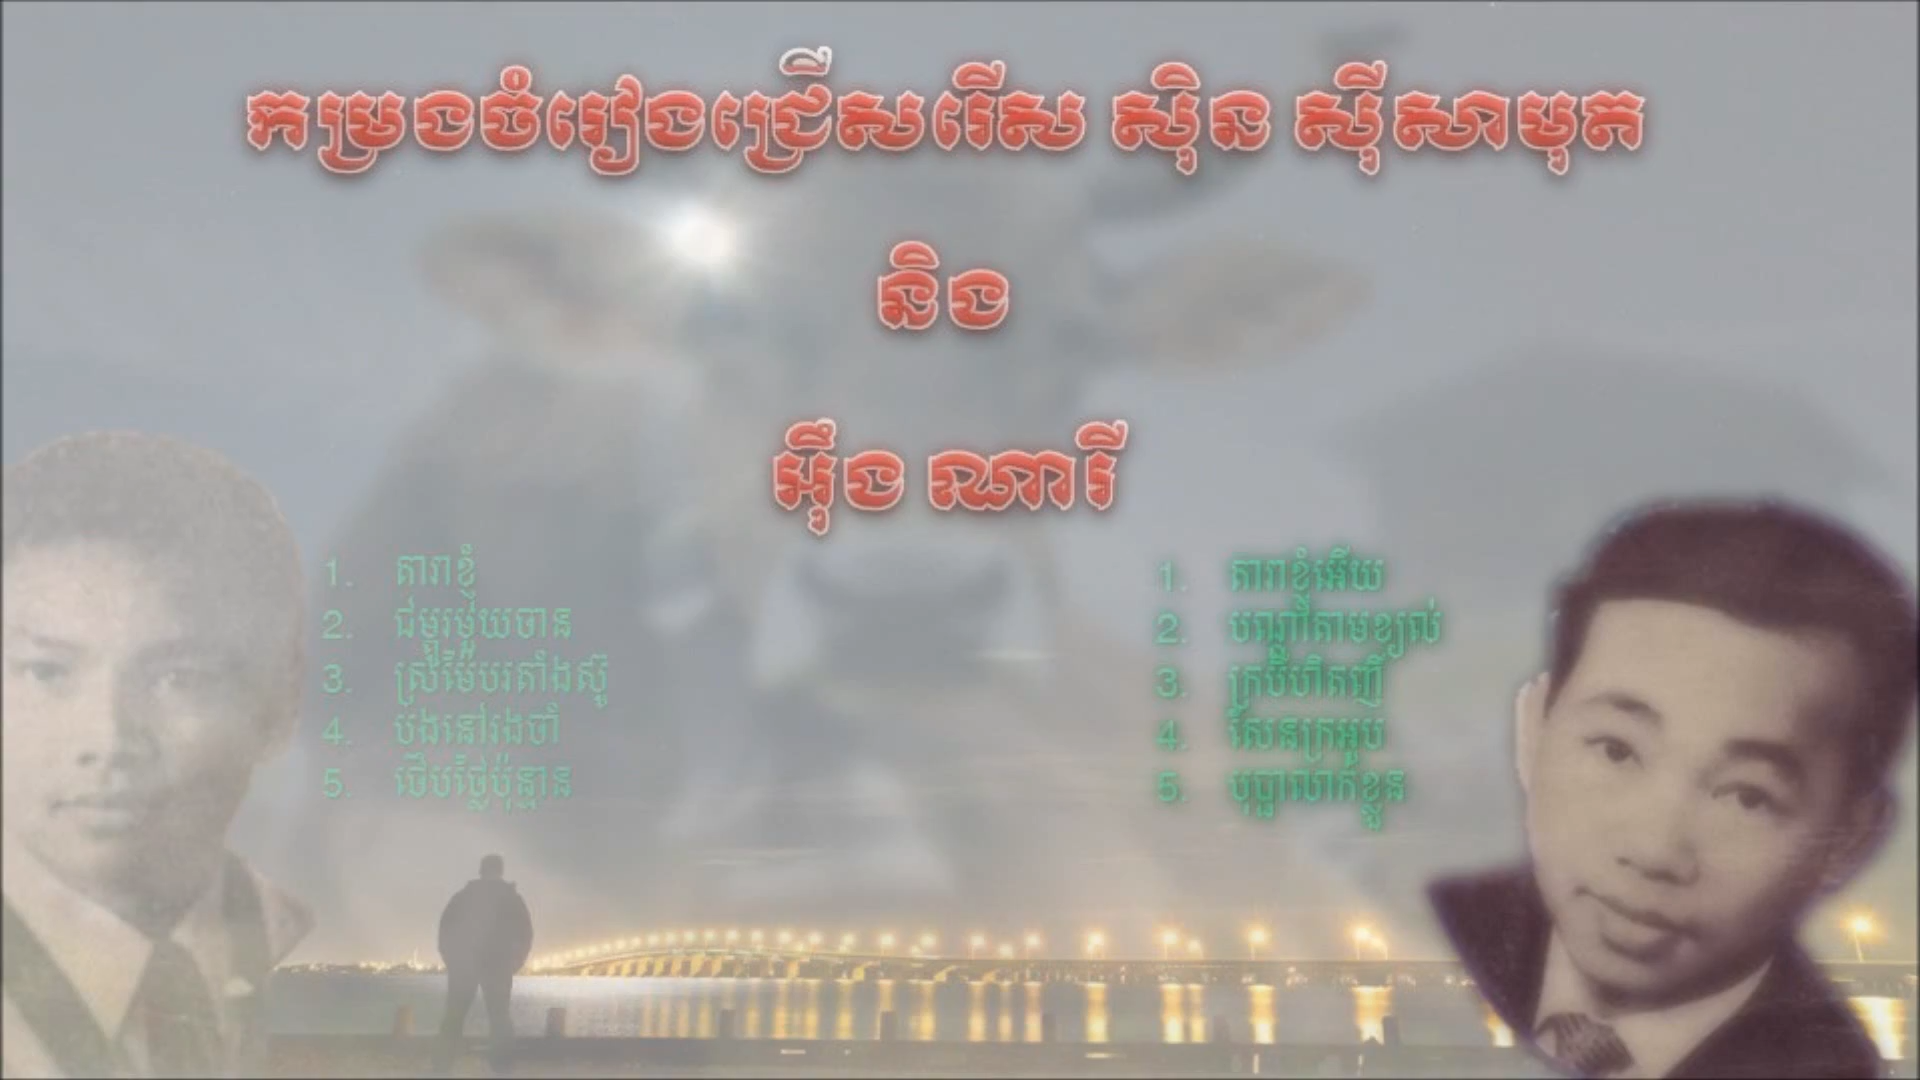 កម្រងចំរៀងជ្រើសរើស ស៊ិន ស៊ីសាមុត
និង
អ៊ឹង ណារី
1. តារាខ្ញុំ
2. ជម្ពូរមួយចាន
3. ស្រីម៉ែបរតាំងស៊ូ
4. បងនៅរង់ចាំ
5. ថើបថ្លៃប៉ុន្មាន
1. តារាខ្ញុំអើយ
2. បណ្ដាំតាមខ្យល់
3. ក្របីហិតញី
4. សែនក្រអូប
5. បុប្ផាលាក់ខ្លួន